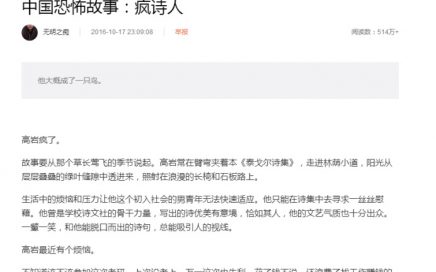 中国恐怖故事：疯诗人
无明之痴 2016-10-17 23:09:08 举报 阅读数：514万+
他大概成了一只鸟。
高岩疯了。
故事要从那个草长莺飞的季节说起。高岩常在臂弯夹着本《泰戈尔诗集》，走进林荫小道，阳光从
层层叠叠的绿叶缝隙中透进来，照射在浪漫的长椅和石板路上。
生活中的烦恼和压力让他这个初入社会的男青年无法快速适应。他只能在诗集中去寻求一丝丝慰
藉。他曾是学校诗文社的骨干力量，写出的诗优美有意境，恰如其人，他的文艺气质也十分出众。
一颦一笑，和他能脱口而出的诗句，总能吸引人的视线。
高岩最近有个烦恼。